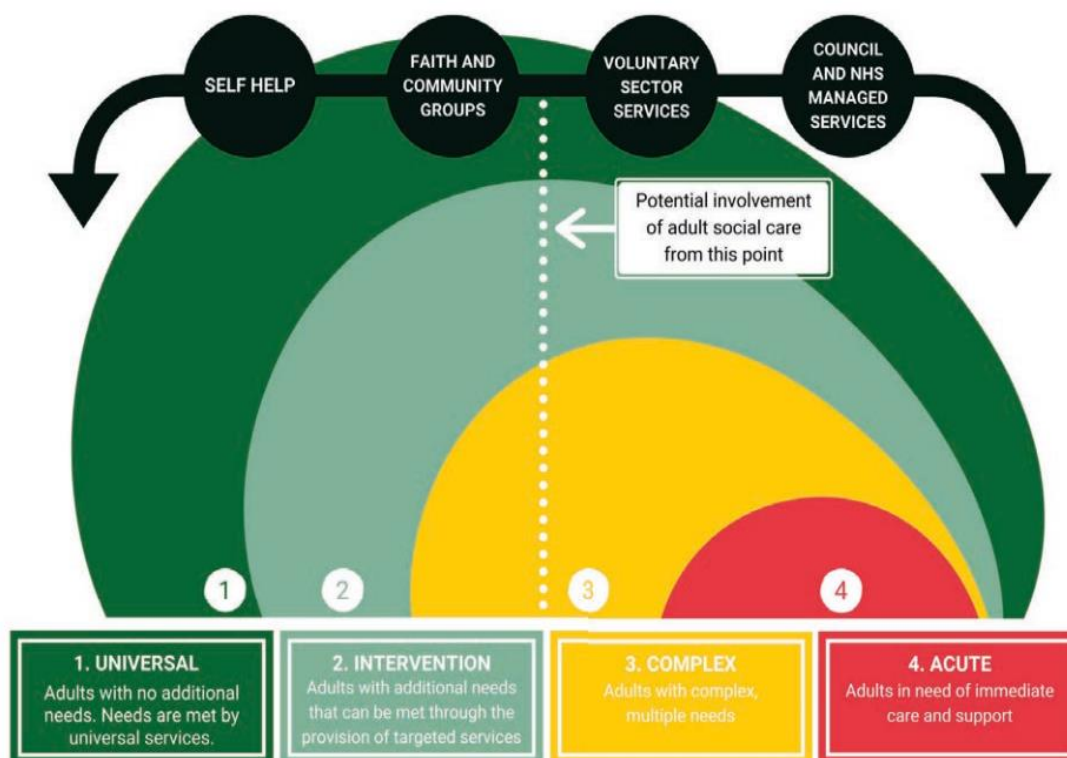 SELF HELP
FAITH AND
COMMUNITY
GROUPS
VOLUNTARY
SECTOR
SERVICES
COUNCIL
AND NHS
MANAGED
SERVICES
Potential involvement
of adult social care
from this point
1
2
3
4
1. UNIVERSAL
Adults with no additional
needs. Needs are met by
universal services.
2. INTERVENTION
Adults with additional needs
that can be met through the
provision of targeted services
3. COMPLEX
Adults with complex,
multiple needs
4. ACUTE
Adults in need of immediate
care and support